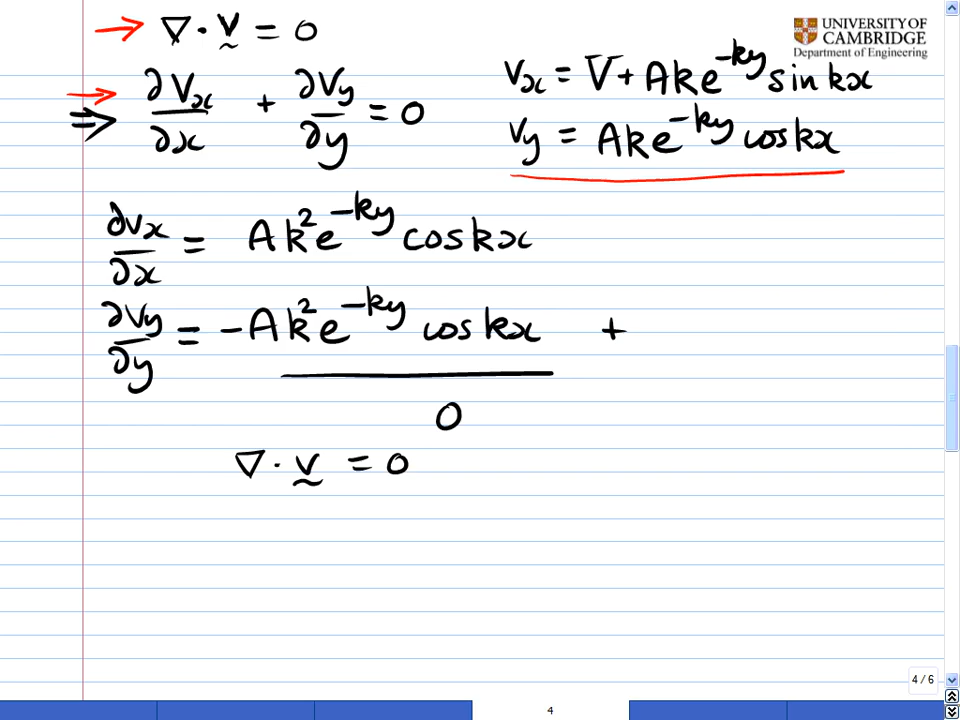 → ∇ · v = 0
UNIVERSITY OF
CAMBRIDGE
Department of Engineering
→ ⇒ ∂Vx/∂x + ∂Vy/∂y = 0
Vx = V + Ake^-ky sin kx
Vy = Ake^-ky cos kx
∂Vx/∂x = Ak²e^-ky cos kx
∂Vy/∂y = -Ak²e^-ky cos kx +
0
∇ · v = 0
4 / 6
4